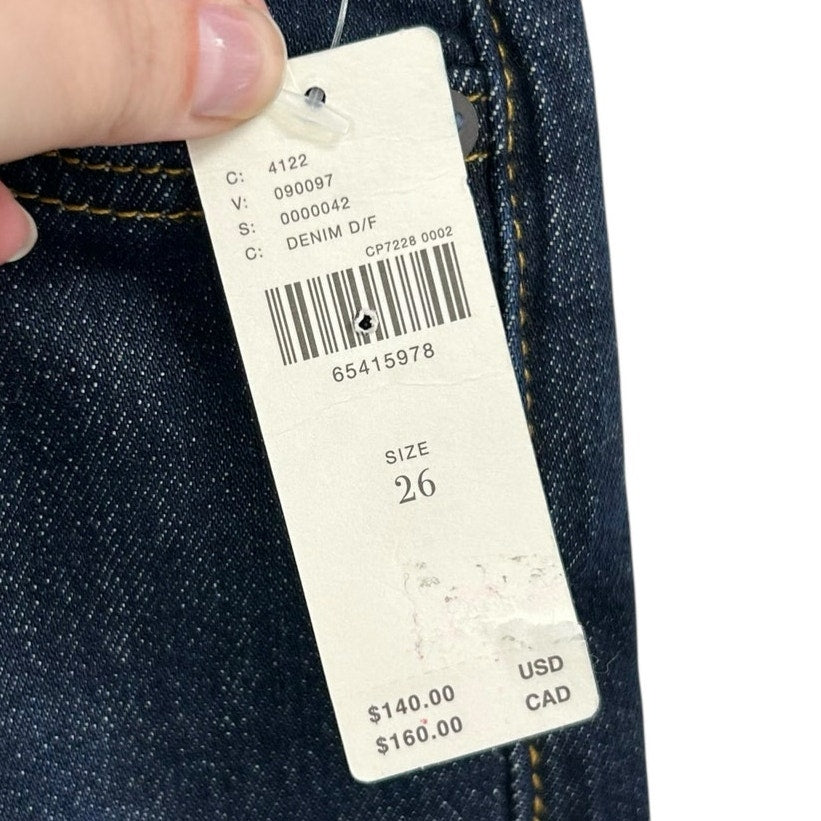 C: 4122
V: 090097
S: 0000042
C: DENIM D/F
CP7228 0002
65415978
SIZE
26
$140.00 USD
$160.00 CAD